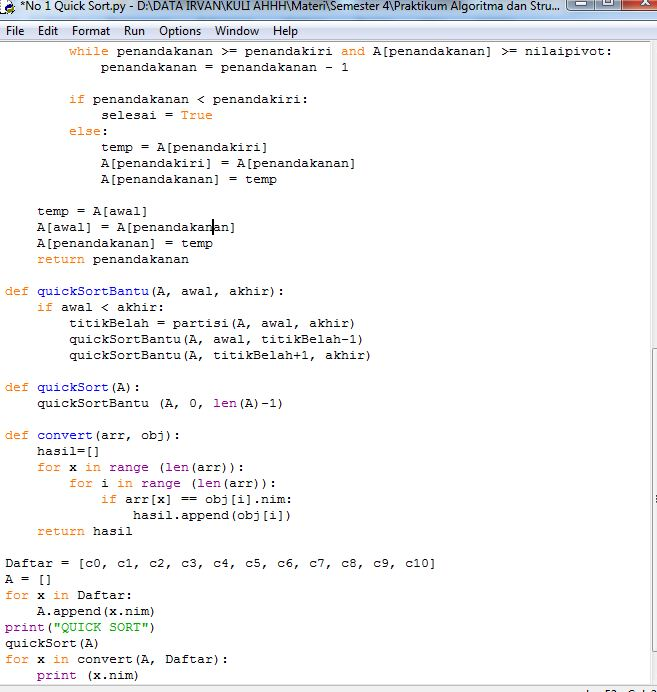 *No 1 Quick Sort.py - D:\DATA IRVAN\KULI AHHH\Materi\Semester 4\Praktikum Algoritma dan Stru...
File Edit Format Run Options Window Help
        while penandakanan >= penandakiri and A[penandakanan] >= nilaipivot:
            penandakanan = penandakanan - 1

        if penandakanan < penandakiri:
            selesai = True
        else:
            temp = A[penandakiri]
            A[penandakiri] = A[penandakanan]
            A[penandakanan] = temp

    temp = A[awal]
    A[awal] = A[penandakanan]
    A[penandakanan] = temp
    return penandakanan

def quickSortBantu(A, awal, akhir):
    if awal < akhir:
        titikBelah = partisi(A, awal, akhir)
        quickSortBantu(A, awal, titikBelah-1)
        quickSortBantu(A, titikBelah+1, akhir)

def quickSort(A):
    quickSortBantu (A, 0, len(A)-1)

def convert(arr, obj):
    hasil=[]
    for x in range (len(arr)):
        for i in range (len(arr)):
            if arr[x] == obj[i].nim:
                hasil.append(obj[i])
    return hasil

Daftar = [c0, c1, c2, c3, c4, c5, c6, c7, c8, c9, c10]
A = []
for x in Daftar:
    A.append(x.nim)
print("QUICK SORT")
quickSort(A)
for x in convert(A, Daftar):
    print (x.nim)